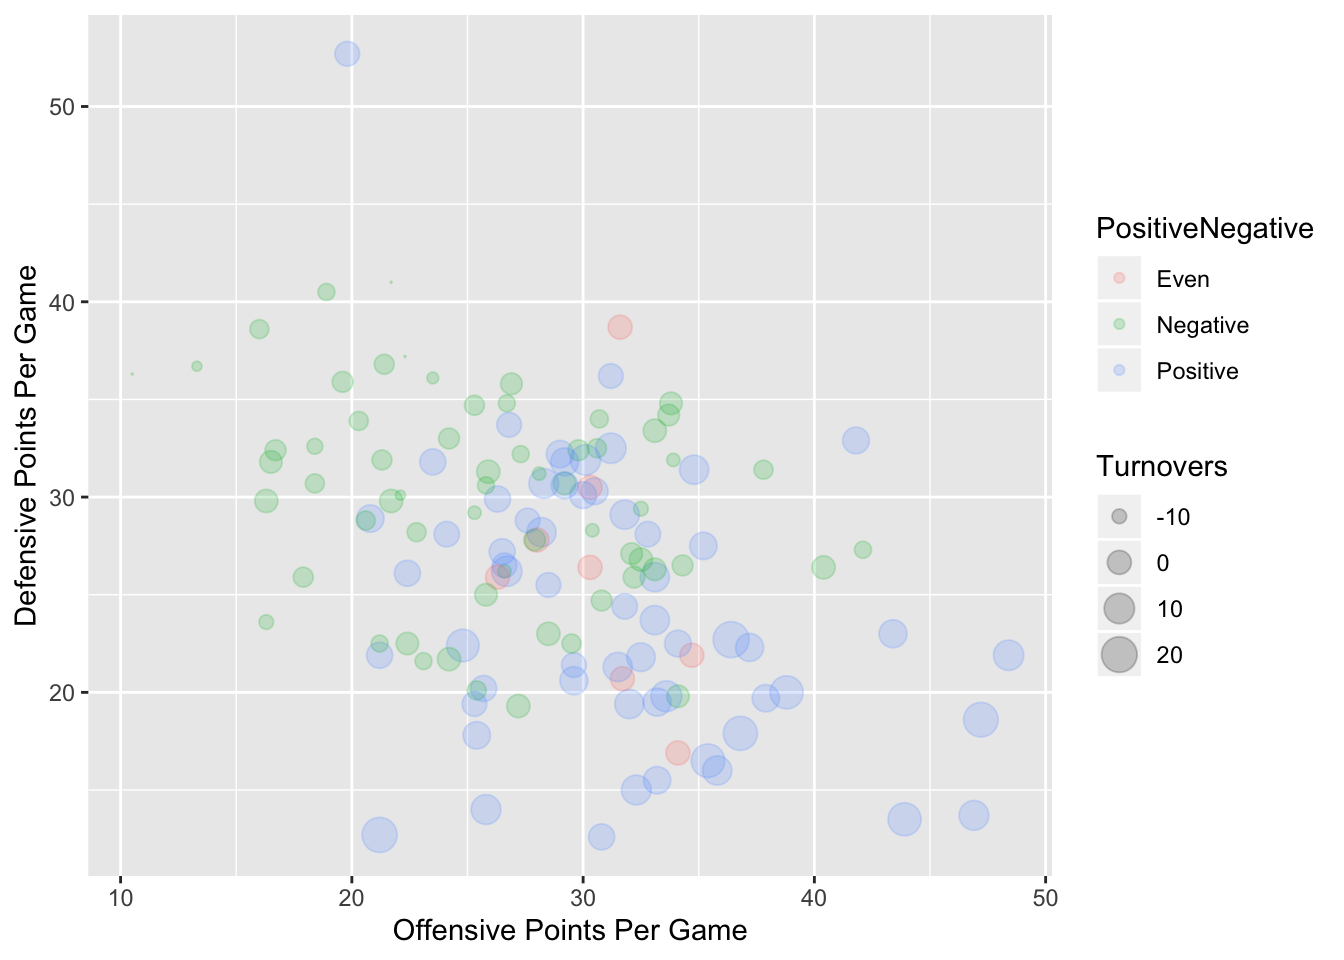 50
40
30
20
10
20
30
40
50
Defensive Points Per Game
Offensive Points Per Game
PositiveNegative
Even
Negative
Positive
Turnovers
-10
0
10
20